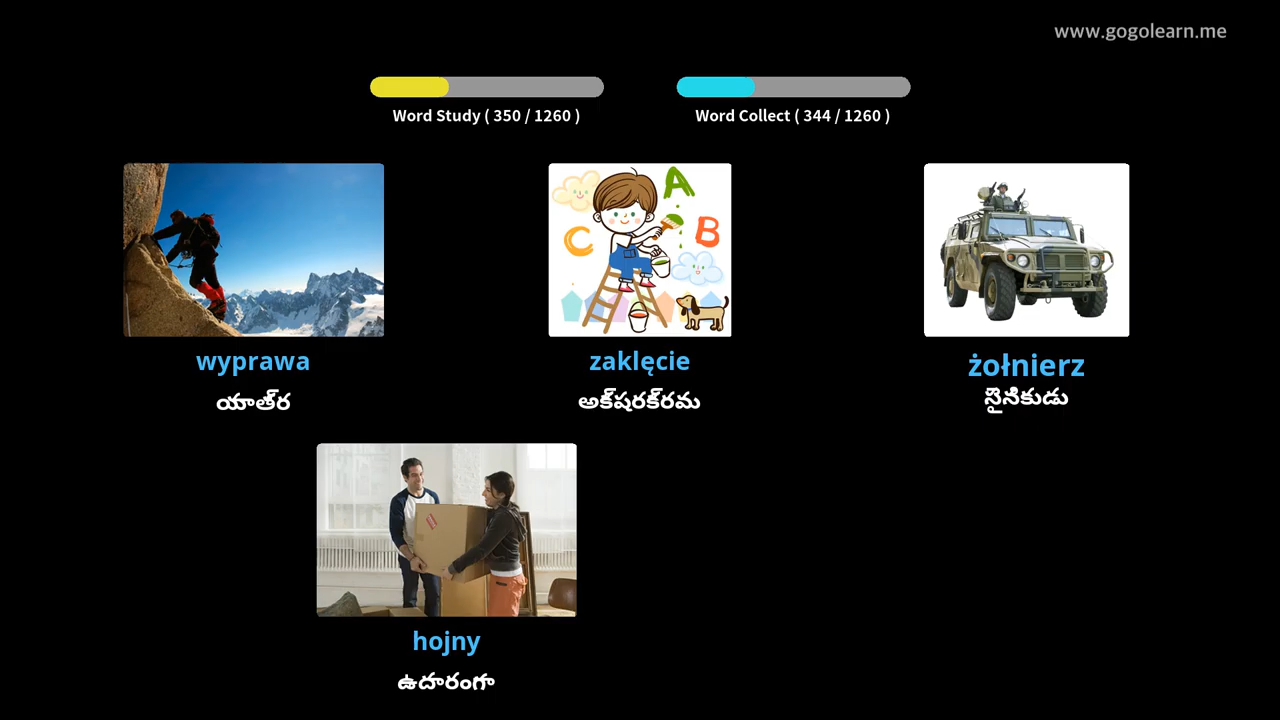 www.gogolearn.me
Word Study ( 350 / 1260 )
Word Collect ( 344 / 1260 )
wyprawa
యాత్ర
zaklęcie
అక్షరక్రమ
żołnierz
సైనికుడు
hojny
ఉదారంగా
A
B
C